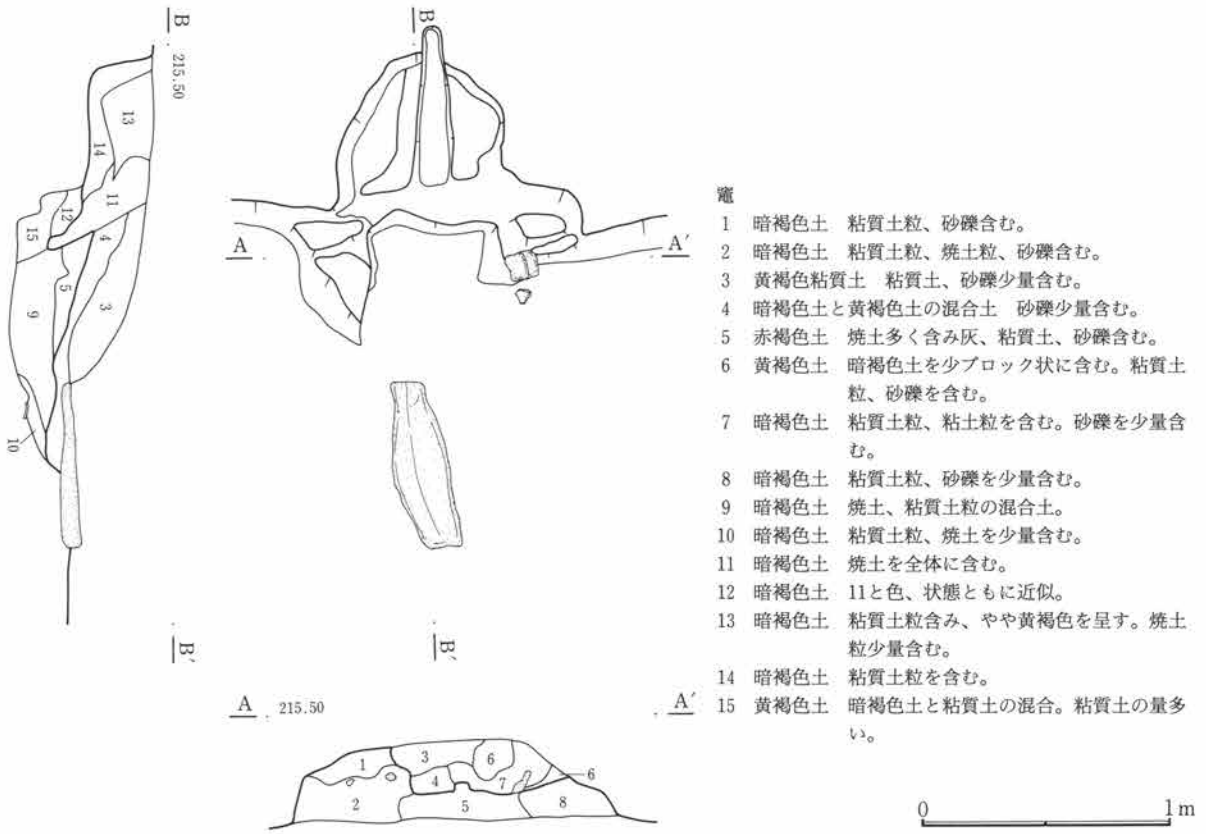 B
215.50
13
14
11
12
4
15
5
3
9
10
B′
B
A
A′
B′
A 215.50 A′
1
3
6
6
4
7
2
5
8
竈
1 暗褐色土 粘質土粒、砂礫含む。
2 暗褐色土 粘質土粒、焼土粒、砂礫含む。
3 黄褐色粘質土 粘質土、砂礫少量含む。
4 暗褐色土と黄褐色土の混合土 砂礫少量含む。
5 赤褐色土 焼土多く含み灰、粘質土、砂礫含む。
6 黄褐色土 暗褐色土を少ブロック状に含む。粘質土
粒、砂礫を含む。
7 暗褐色土 粘質土粒、粘土粒を含む。砂礫を少量含
む。
8 暗褐色土 粘質土粒、砂礫を少量含む。
9 暗褐色土 焼土、粘質土粒の混合土。
10 暗褐色土 粘質土粒、焼土を少量含む。
11 暗褐色土 焼土を全体に含む。
12 暗褐色土 11と色、状態ともに近似。
13 暗褐色土 粘質土粒含み、やや黄褐色を呈す。焼土
粒少量含む。
14 暗褐色土 粘質土粒を含む。
15 黄褐色土 暗褐色土と粘質土の混合。粘質土の量多
い。
0 1m